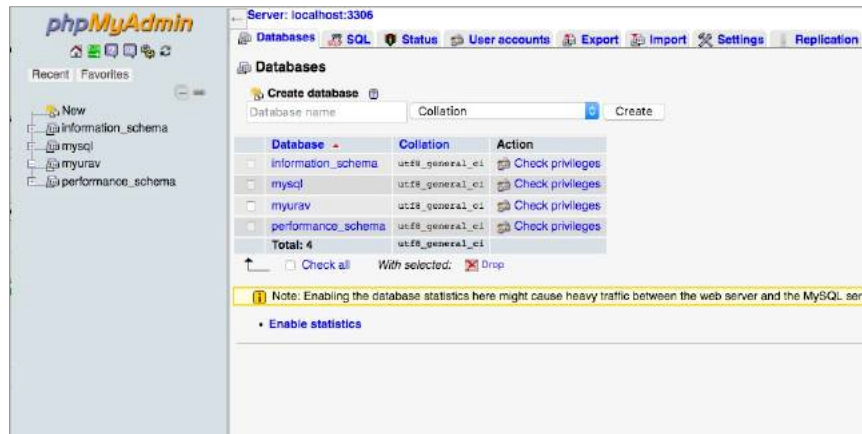 phpMyAdmin
Recent Favorites
New
information_schema
mysql
myurav
performance_schema
Server: localhost:3306
Databases SQL Status User accounts Export Import Settings Replication
Databases
Create database
Database name Collation Create
Database Collation Action
information_schema utf8_general_ci Check privileges
mysql utf8_general_ci Check privileges
myurav utf8_general_ci Check privileges
performance_schema utf8_general_ci Check privileges
Total: 4 utf8_general_ci
Check all With selected: Drop
Note: Enabling the database statistics here might cause heavy traffic between the web server and the MySQL ser
• Enable statistics